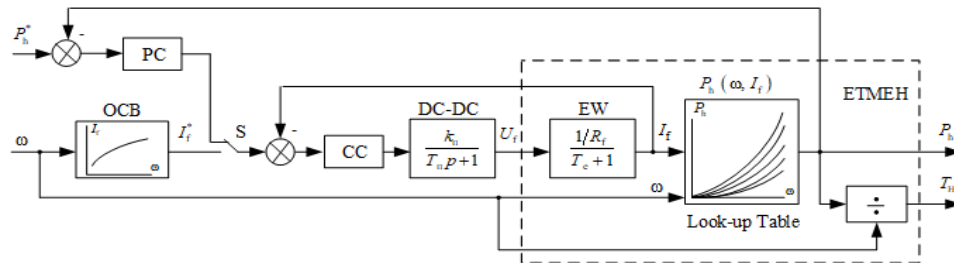 P*h
-
PC
OCB
If
ω
ω
I*f
S
-
CC
DC-DC
kn
Tn p+1
Uf
EW
1/Rf
Te+1
If
ω
Ph (ω, If)
Ph
ω
Look-up Table
ETMEH
÷
Ph
TH